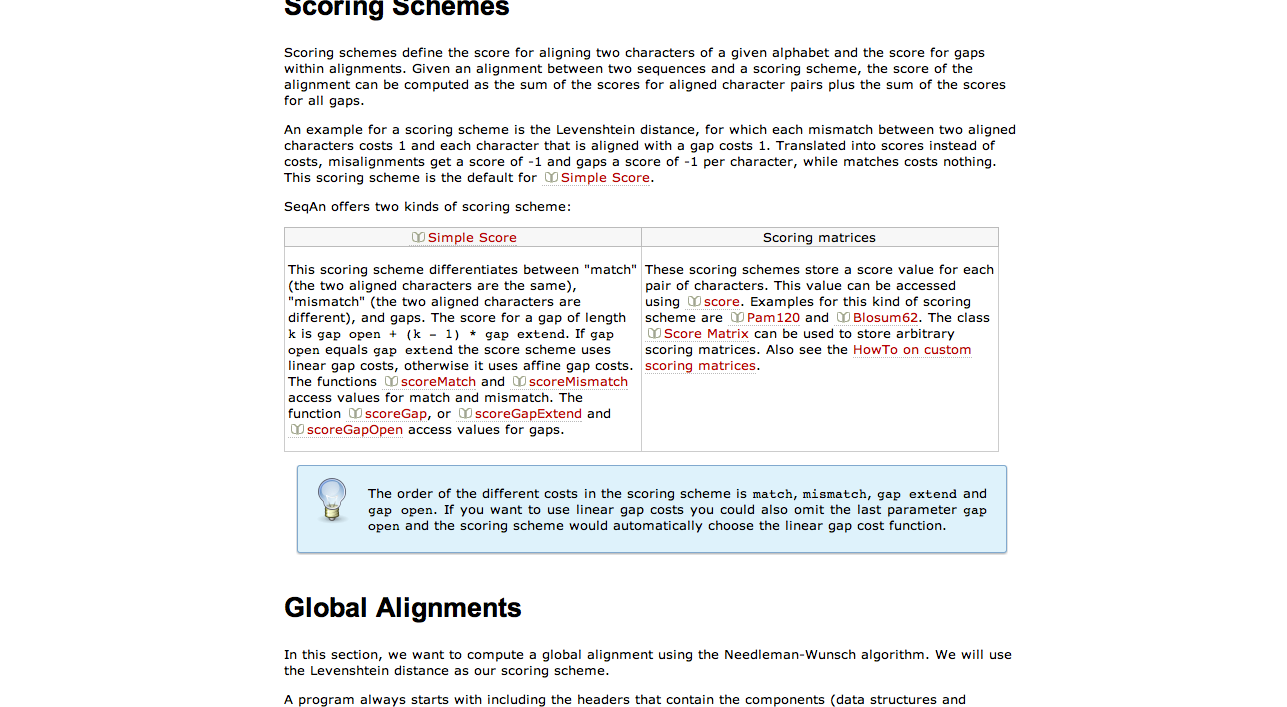 Scoring Schemes
Scoring schemes define the score for aligning two characters of a given alphabet and the score for gaps
within alignments. Given an alignment between two sequences and a scoring scheme, the score of the
alignment can be computed as the sum of the scores for aligned character pairs plus the sum of the scores
for all gaps.
An example for a scoring scheme is the Levenshtein distance, for which each mismatch between two aligned
characters costs 1 and each character that is aligned with a gap costs 1. Translated into scores instead of
costs, misalignments get a score of -1 and gaps a score of -1 per character, while matches costs nothing.
This scoring scheme is the default for Simple Score.
SeqAn offers two kinds of scoring scheme:
Simple Score
This scoring scheme differentiates between "match"
(the two aligned characters are the same),
"mismatch" (the two aligned characters are
different), and gaps. The score for a gap of length
k is gap open + (k - 1) * gap extend. If gap
open equals gap extend the score scheme uses
linear gap costs, otherwise it uses affine gap costs.
The functions scoreMatch and scoreMismatch
access values for match and mismatch. The
function scoreGap, or scoreGapExtend and
scoreGapOpen access values for gaps.
Scoring matrices
These scoring schemes store a score value for each
pair of characters. This value can be accessed
using score. Examples for this kind of scoring
scheme are Pam120 and Blosum62. The class
Score Matrix can be used to store arbitrary
scoring matrices. Also see the HowTo on custom
scoring matrices.
The order of the different costs in the scoring scheme is match, mismatch, gap extend and
gap open. If you want to use linear gap costs you could also omit the last parameter gap
open and the scoring scheme would automatically choose the linear gap cost function.
Global Alignments
In this section, we want to compute a global alignment using the Needleman-Wunsch algorithm. We will use
the Levenshtein distance as our scoring scheme.
A program always starts with including the headers that contain the components (data structures and